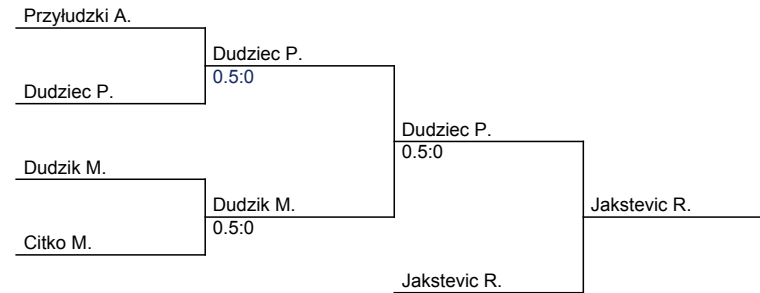 Przyłudzki A.
Dudziec P.
0.5:0
Dudziec P.
Dudziec P.
0.5:0
Dudzik M.
Dudzik M.
0.5:0
Jakstevic R.
Citko M.
Jakstevic R.